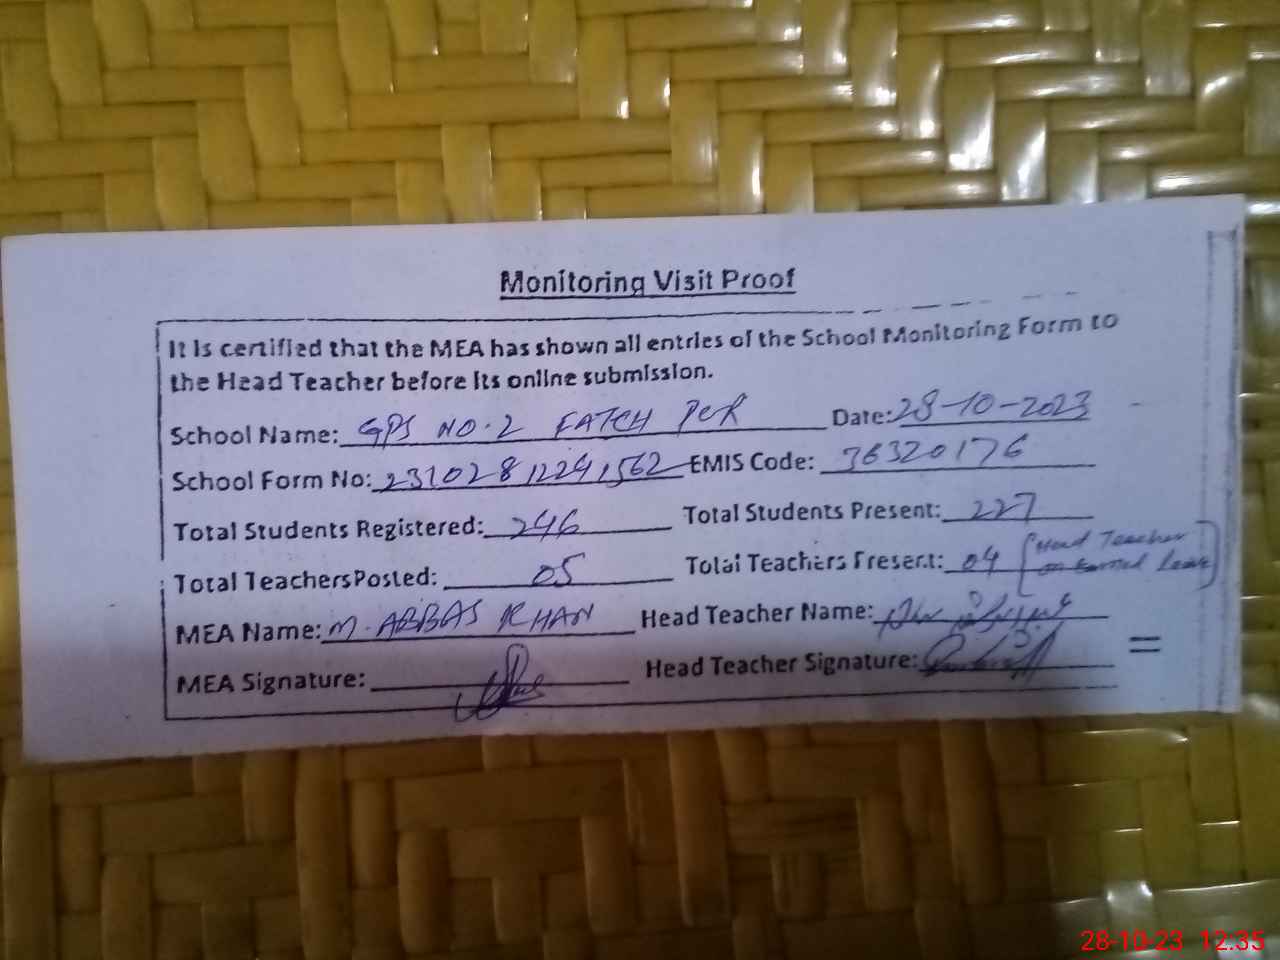 Monitoring Visit Proof
It is certified that the MEA has shown all entries of the School Monitoring Form to
the Head Teacher before its online submission.
School Name: GPS NO.2 FATEH PUR Date: 28-10-2023
School Form No: 23102812291562 EMIS Code: 36320176
Total Students Registered: 246 Total Students Present: 227
Total Teachers Posted: 05 Total Teachers Present: 04 [Head Teacher
on Earned Leave]
MEA Name: M. ABBAS KHAN Head Teacher Name:
MEA Signature: Head Teacher Signature:
28-10-23 12:35